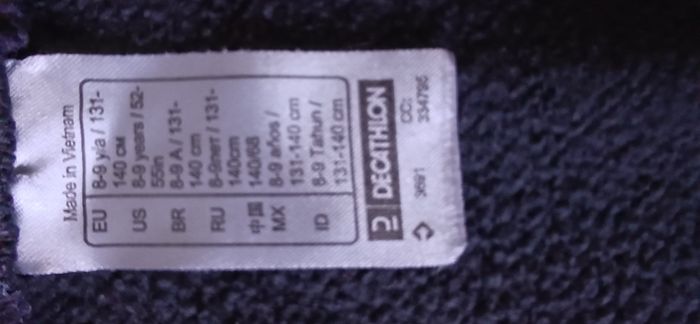 Made in Vietnam
EU 8-9 y/a / 131-
140 см
US 8-9 years / 52-
55in
BR 8-9 A / 131-
140 cm
RU 8-9лет / 131-
140cm
中国 140/68
MX 8-9 años /
131-140 cm
ID 8-9 Tahun /
131-140 cm
DECATHLON
3691
CC:
334795